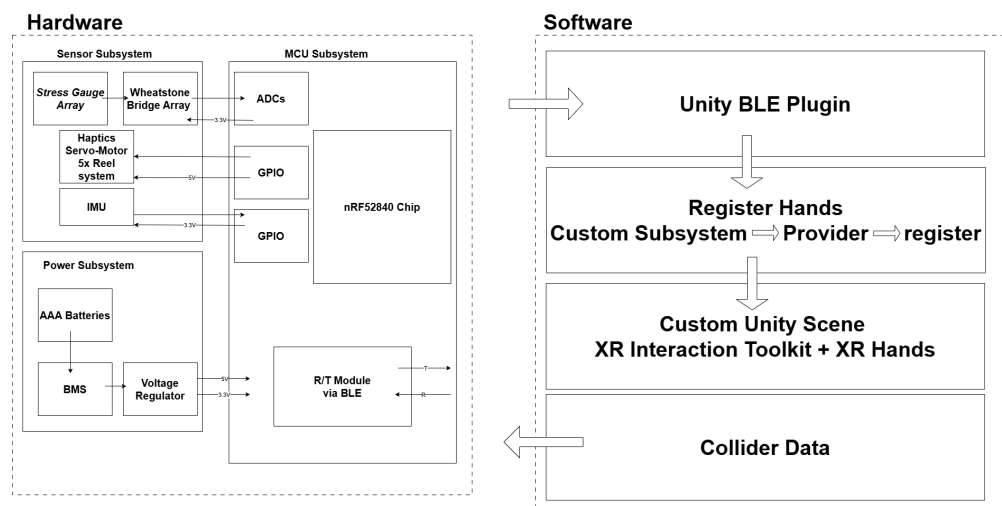 Hardware
Sensor Subsystem
Stress Gauge
Array
Wheatstone
Bridge Array
Haptics
Servo-Motor
5x Reel
system
IMU
MCU Subsystem
ADCs
3.3V
GPIO
5V
GPIO
3.3V
nRF52840 Chip
Power Subsystem
AAA Batteries
BMS
Voltage
Regulator
5V
3.3V
R/T Module
via BLE
T
R
Software
Unity BLE Plugin
Register Hands
Custom Subsystem Provider register
Custom Unity Scene
XR Interaction Toolkit + XR Hands
Collider Data